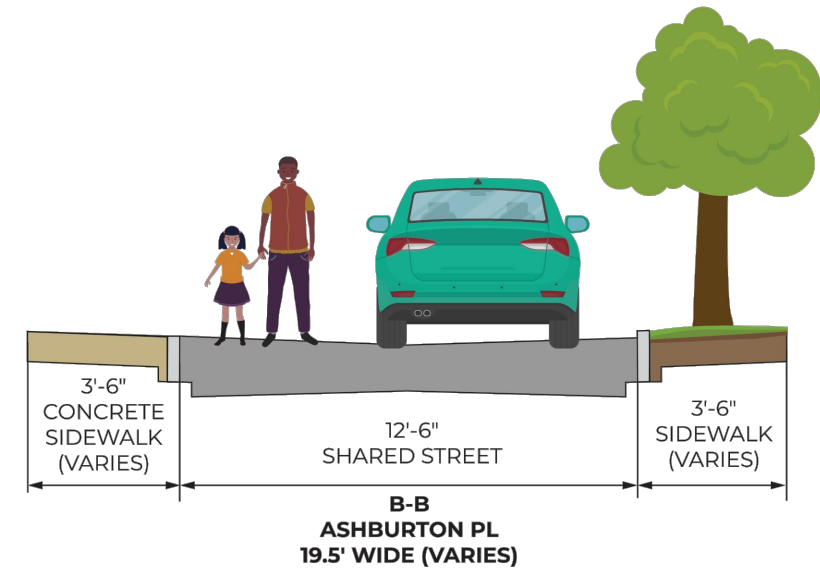 3'-6"
CONCRETE
SIDEWALK
(VARIES)
12'-6"
SHARED STREET
3'-6"
SIDEWALK
(VARIES)
B-B
ASHBURTON PL
19.5' WIDE (VARIES)